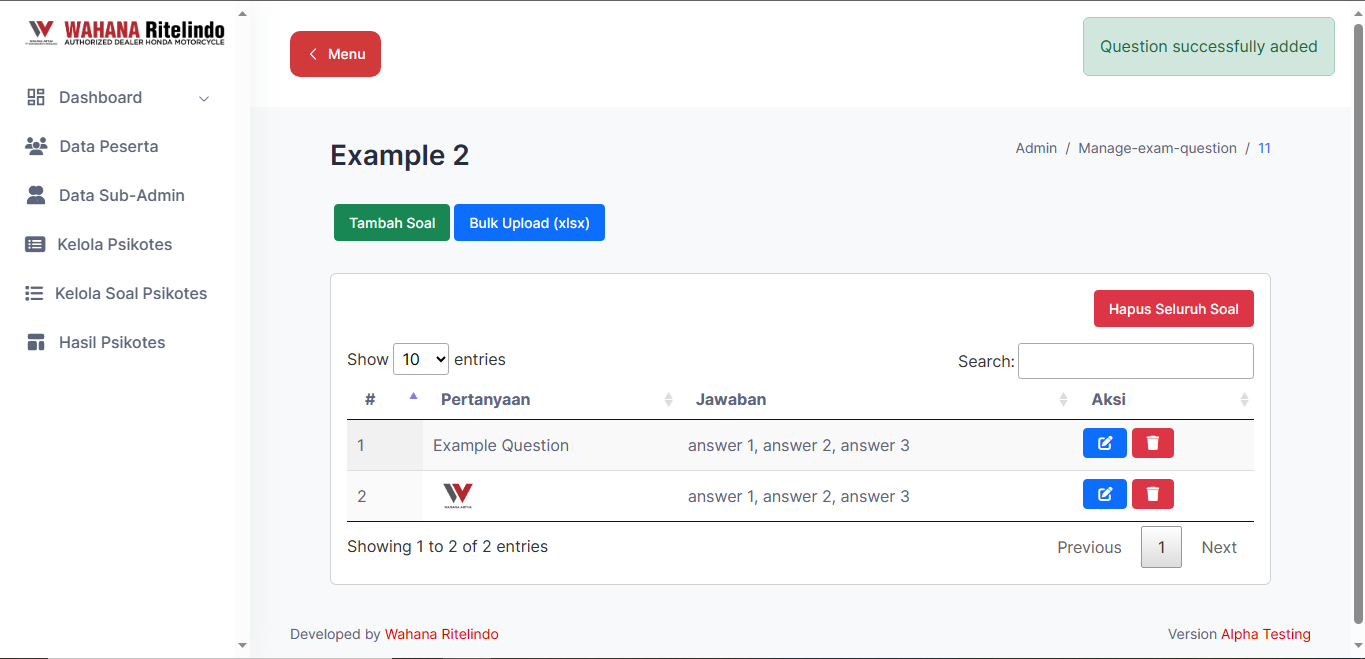 WAHANA Ritelindo
AUTHORIZED DEALER HONDA MOTORCYCLE
Dashboard
Data Peserta
Data Sub-Admin
Kelola Psikotes
Kelola Soal Psikotes
Hasil Psikotes
Menu
Question successfully added
Example 2
Admin / Manage-exam-question / 11
Tambah Soal
Bulk Upload (xlsx)
Hapus Seluruh Soal
Show 10 entries
Search:
# Pertanyaan Jawaban Aksi
1 Example Question answer 1, answer 2, answer 3
2 answer 1, answer 2, answer 3
Showing 1 to 2 of 2 entries
Previous 1 Next
Developed by Wahana Ritelindo
Version Alpha Testing